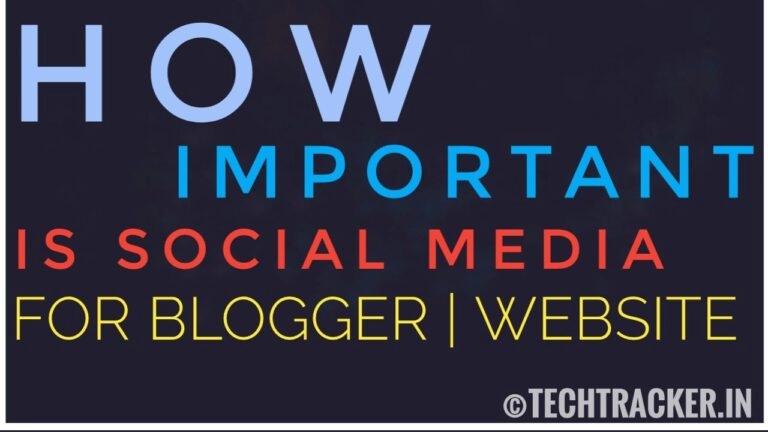 HOW
IMPORTANT
IS SOCIAL MEDIA
FOR BLOGGER | WEBSITE
©TECHTRACKER.IN